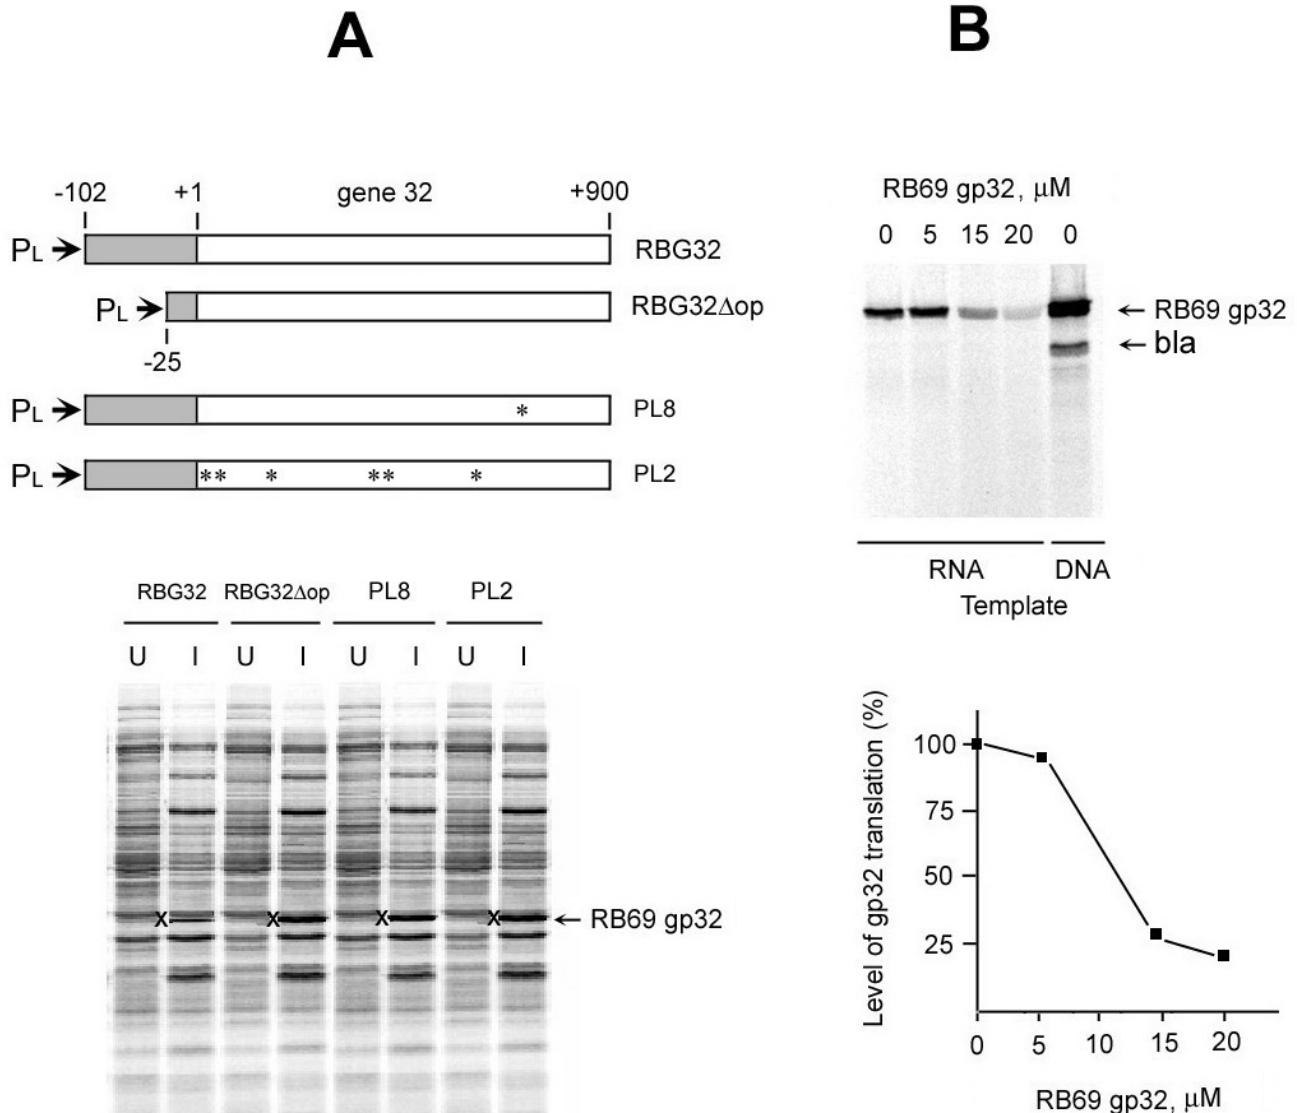 A
-102 +1 gene 32 +900
PL RBG32
PL RBG32Δop
-25
PL * PL8
PL ** * ** * PL2
RBG32 RBG32Δop PL8 PL2
U I U I U I U I
x x x x
RB69 gp32
B
RB69 gp32, μM
0 5 15 20 0
RB69 gp32
bla
RNA DNA
Template
Level of gp32 translation (%)
100
75
50
25
0 5 10 15 20
RB69 gp32, μM